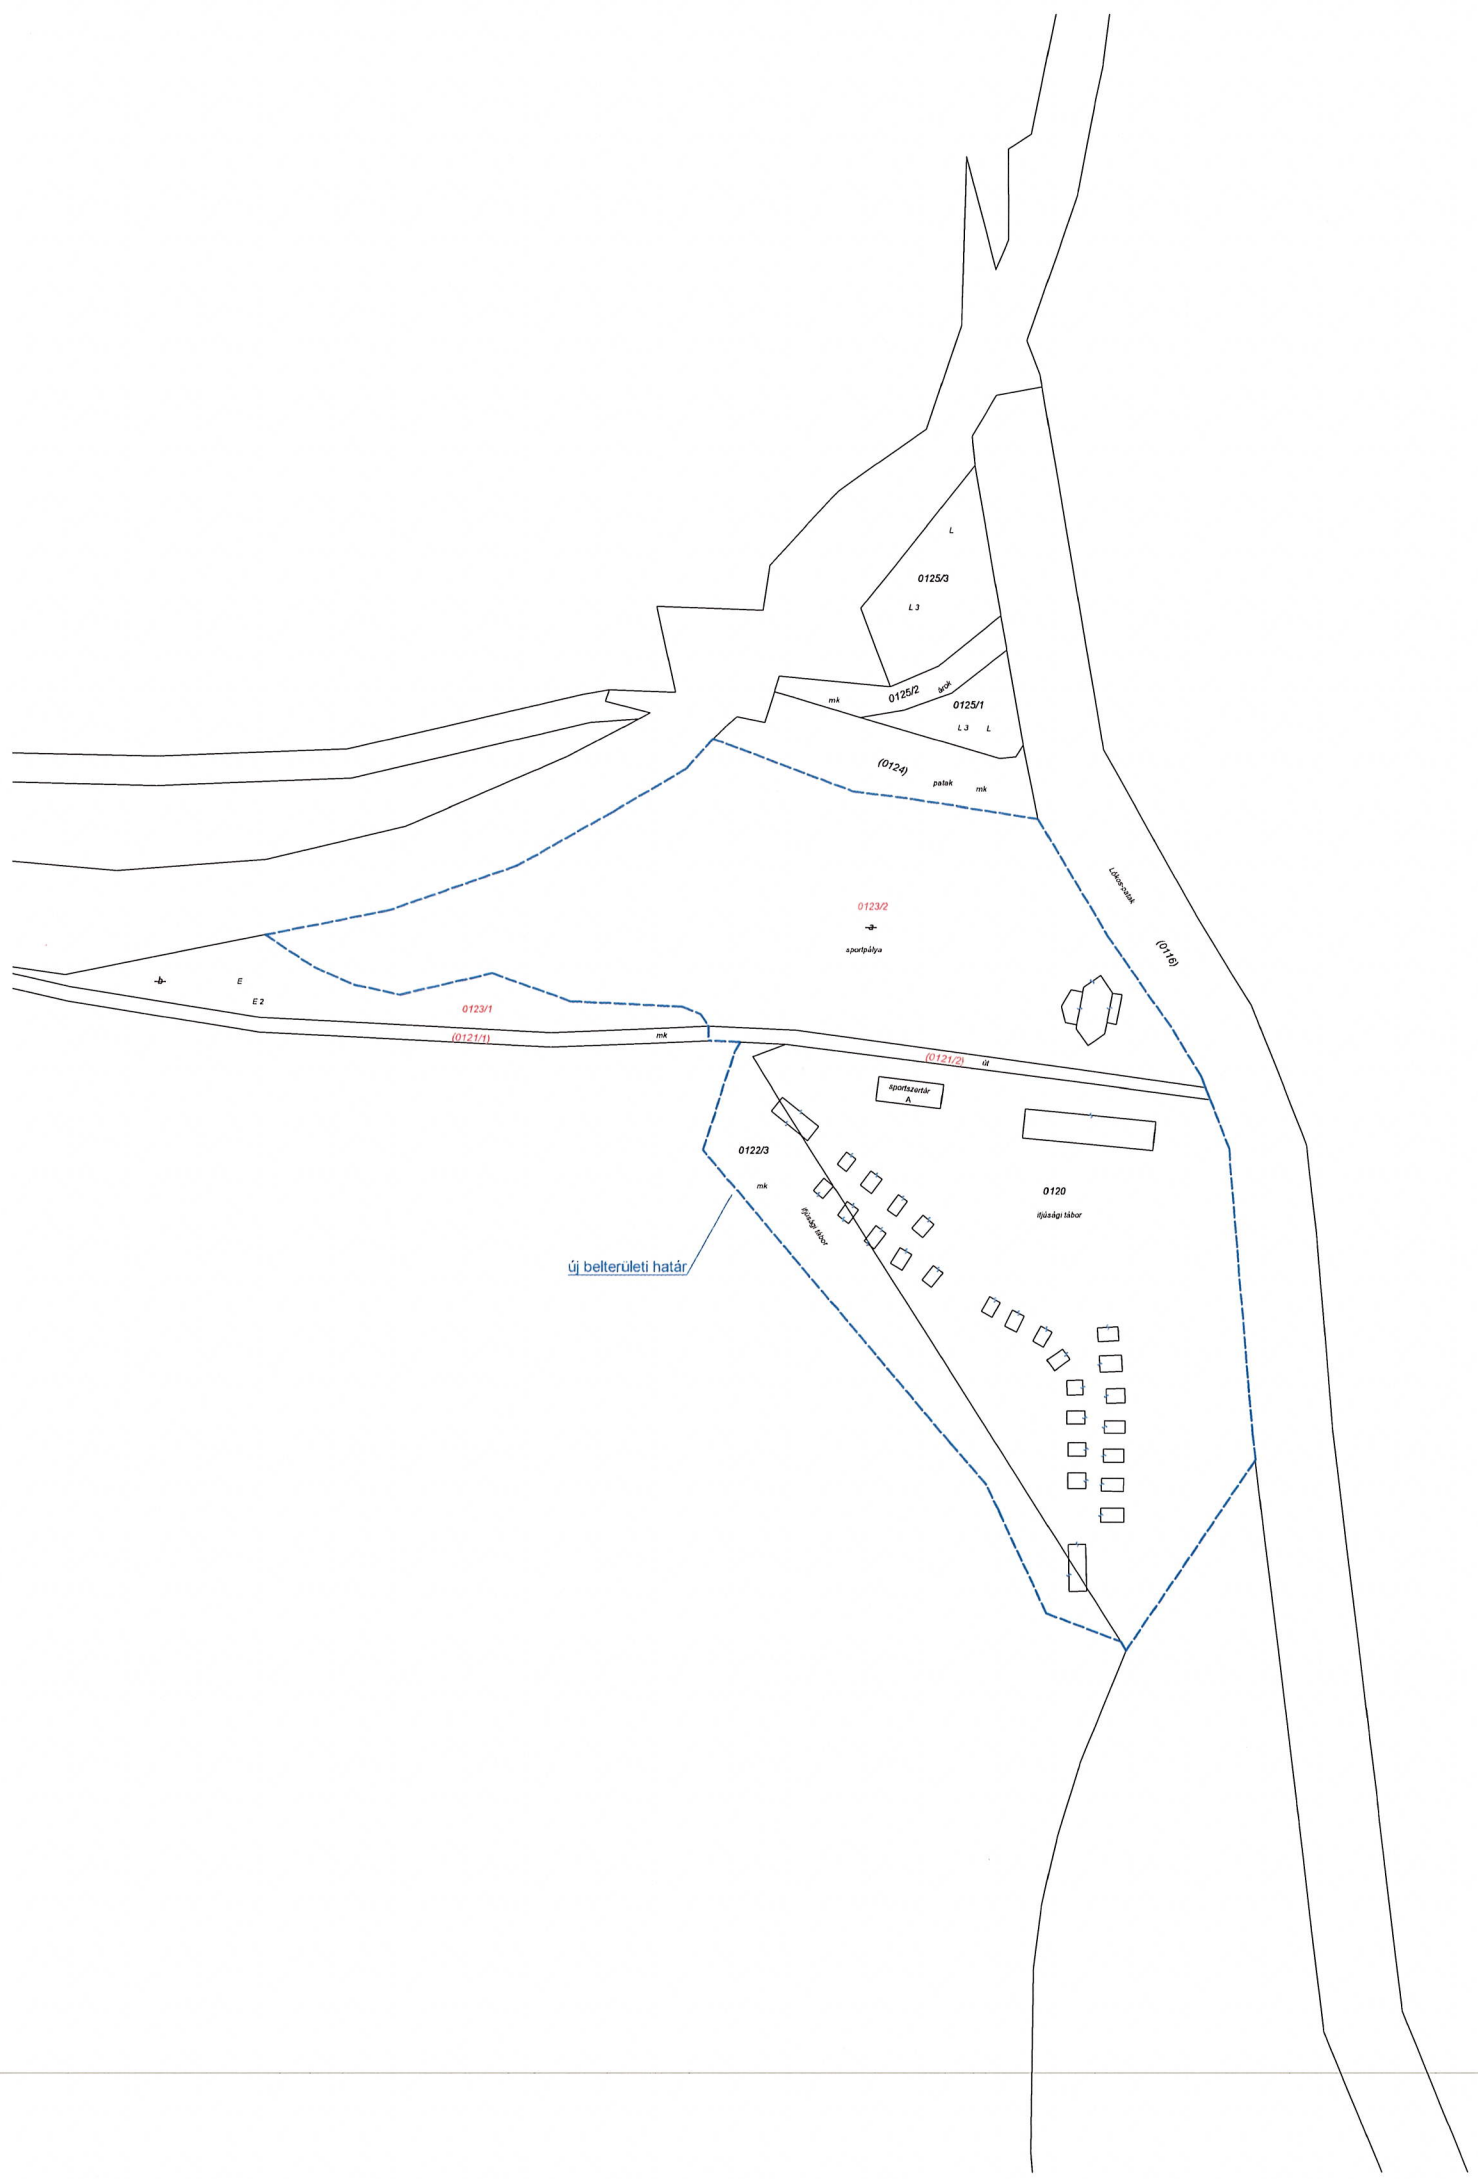 L
0125/3
L 3
0125/2
árok
mk
0125/1
L 3
L
(0124)
patak
mk
Lókos-patak
0123/2
a
sportpálya
(0116)
b
E
E 2
0123/1
(0121/1)
mk
(0121/2)
út
sportszertár
A
0122/3
mk
ifjúsági tábor
0120
ifjúsági tábor
új belterületi határ